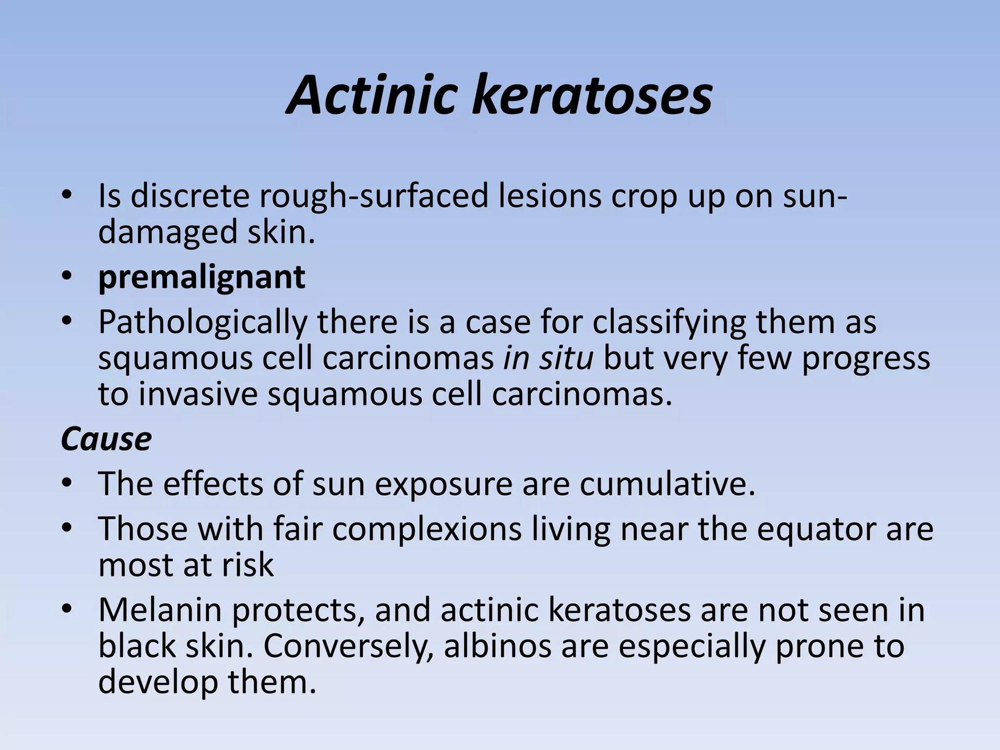 Actinic keratoses
• Is discrete rough-surfaced lesions crop up on sun-
damaged skin.
• premalignant
• Pathologically there is a case for classifying them as
squamous cell carcinomas in situ but very few progress
to invasive squamous cell carcinomas.
Cause
• The effects of sun exposure are cumulative.
• Those with fair complexions living near the equator are
most at risk
• Melanin protects, and actinic keratoses are not seen in
black skin. Conversely, albinos are especially prone to
develop them.